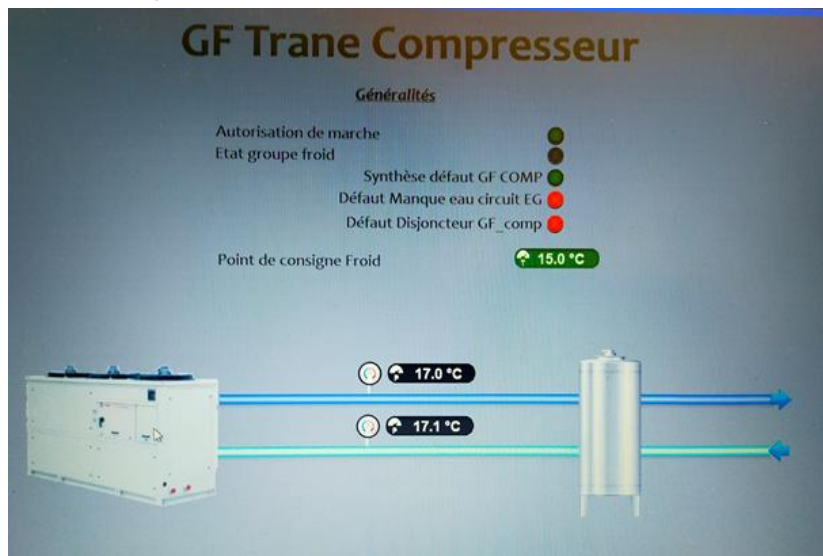 GF Trane Compresseur
Généralités
Autorisation de marche
Etat groupe froid
Synthèse défaut GF COMP
Défaut Manque eau circuit EG
Défaut Disjoncteur GF_comp
Point de consigne Froid 15.0 °C
17.0 °C
17.1 °C